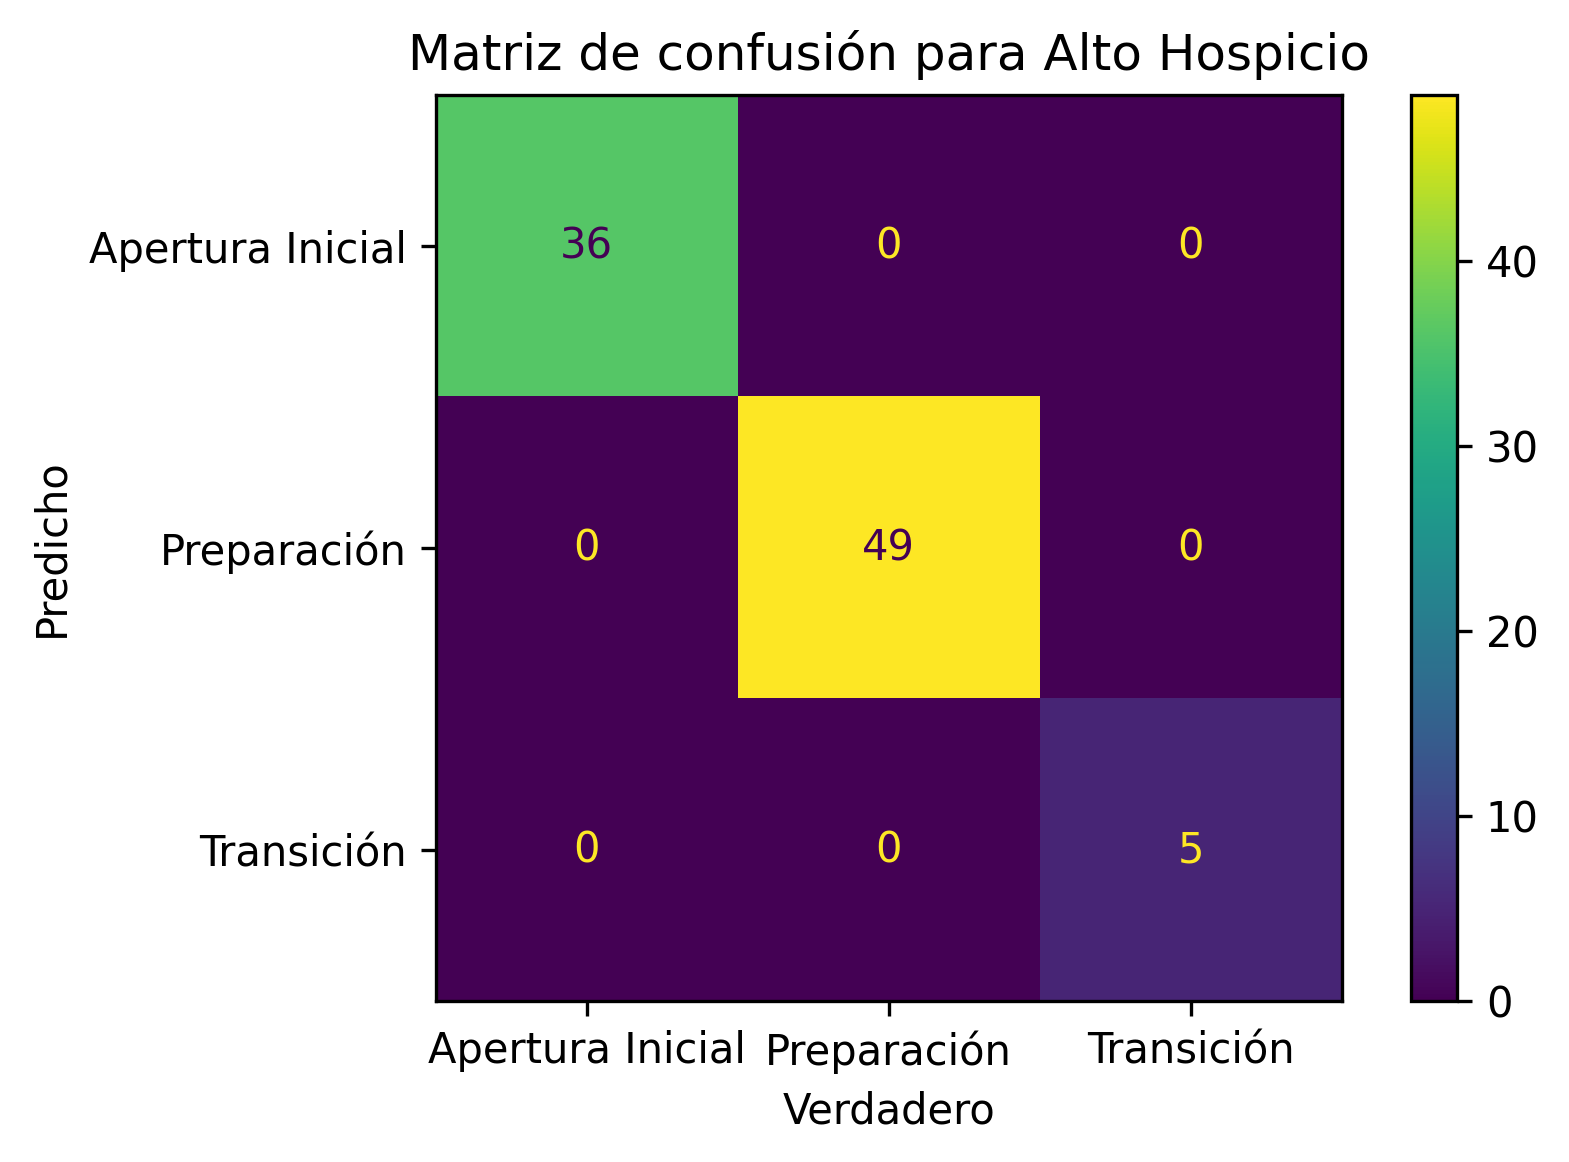 Matriz de confusión para Alto Hospicio
Apertura Inicial
36
0
0
Preparación
0
49
0
Transición
0
0
5
Predicho
Apertura Inicial
Preparación
Transición
Verdadero
40
30
20
10
0